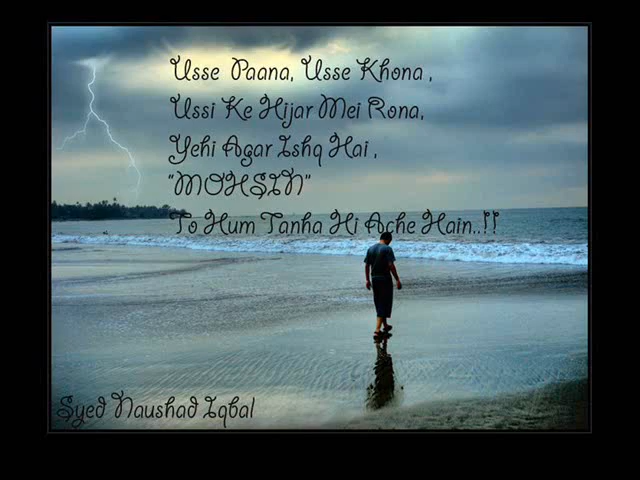 Usse Paana, Usse Khona ,
Ussi Ke Hijar Mei Rona,
Yehi Agar Ishq Hai ,
"MOHSIN"
To Hum Tanha Hi Ache Hain..!!
Syed Naushad Iqbal